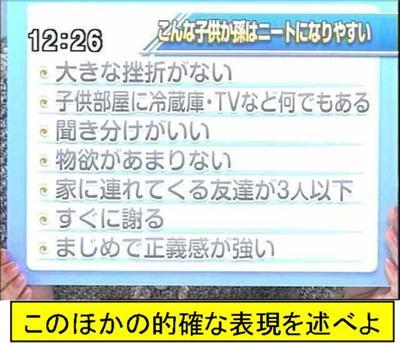 12:26
こんな子供か孫はニートになりやすい
大きな挫折がない
子供部屋に冷蔵庫・TVなど何でもある
聞き分けがいい
物欲があまりない
家に連れてくる友達が3人以下
すぐに謝る
まじめで正義感が強い
このほかの的確な表現を述べよ